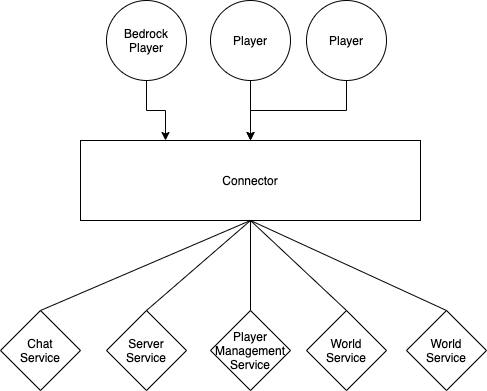 Bedrock
Player
Player
Player
Connector
Chat
Service
Server
Service
Player
Management
Service
World
Service
World
Service